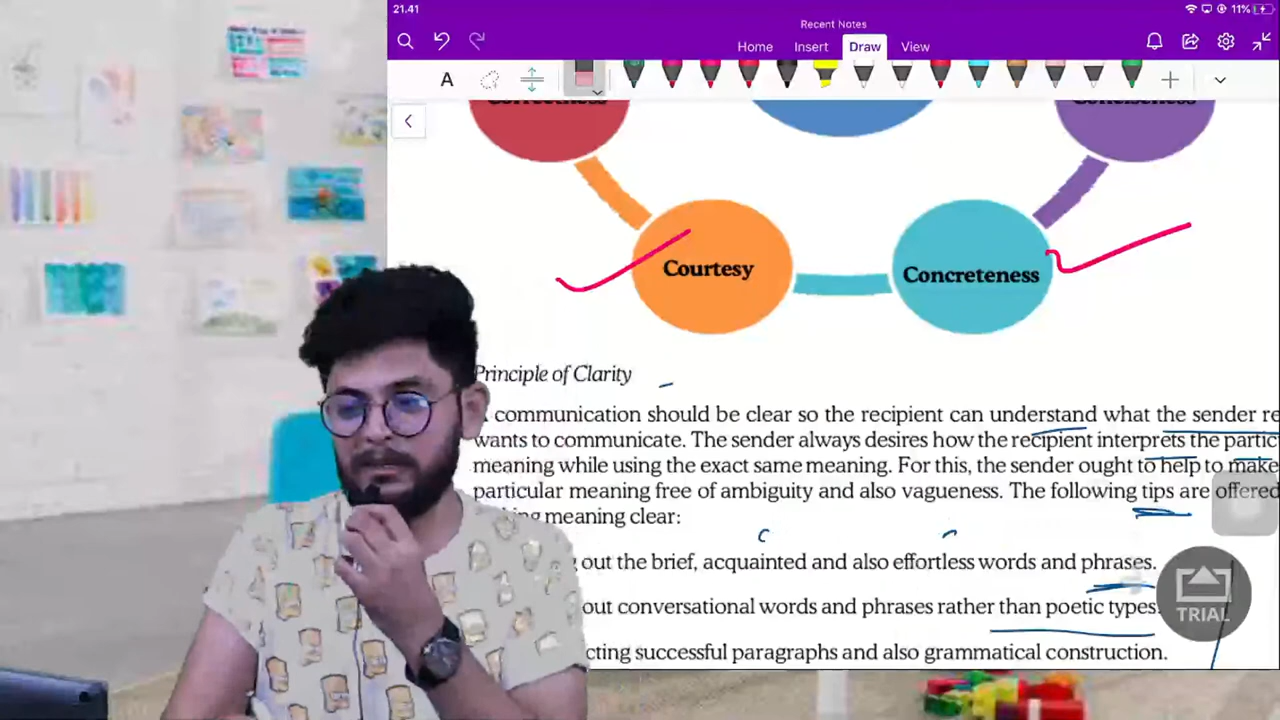 21.41
11%
Recent Notes
Home Insert Draw View
A
Correctness
Conciseness
Courtesy
Concreteness
Principle of Clarity
communication should be clear so the recipient can understand what the sender re
wants to communicate. The sender always desires how the recipient interprets the partic
meaning while using the exact same meaning. For this, the sender ought to help to make
particular meaning free of ambiguity and also vagueness. The following tips are offered
meaning clear:
out the brief, acquainted and also effortless words and phrases.
out conversational words and phrases rather than poetic types.
cting successful paragraphs and also grammatical construction.
TRIAL